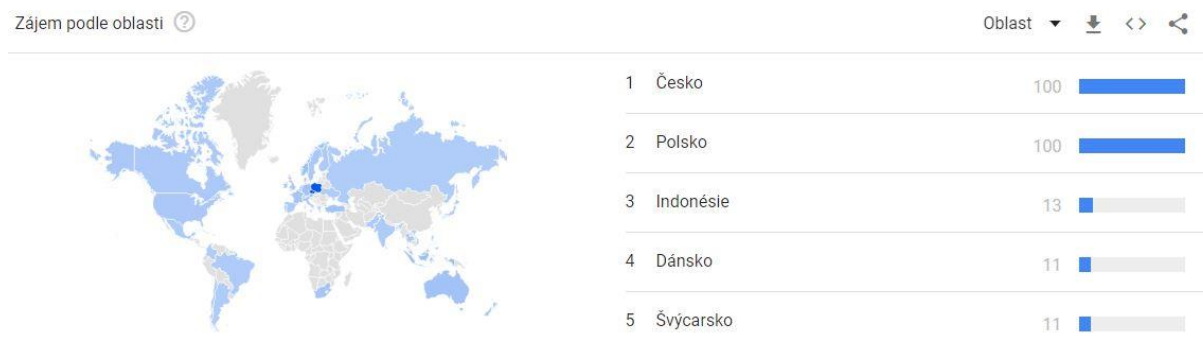 Zájem podle oblasti ?
Oblast
1 Česko 100
2 Polsko 100
3 Indonésie 13
4 Dánsko 11
5 Švýcarsko 11